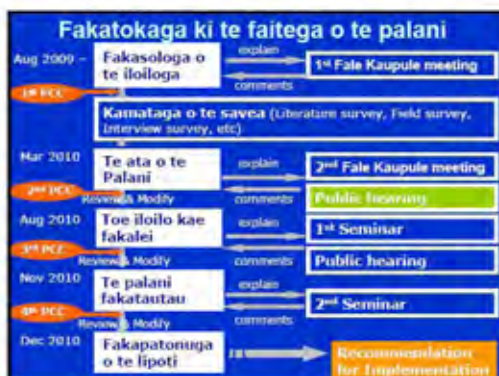 Fakatokaga ki te faitega o te palani
Aug 2009 –
Fakasologa o
te iloiloga
explain
comments
1st Fale Kaupule meeting
1st PCC
Kamataga o te savea (Literature survey, Field survey,
Interview survey, etc)
Mar 2010
Te ata o te
Palani
explain
comments
2nd Fale Kaupule meeting
2nd PCC
Public hearing
Review & Modify
Aug 2010
Toe iloilo kae
fakalei
explain
comments
1st Seminar
3rd PCC
Public hearing
Review & Modify
Nov 2010
Te palani
fakatautau
explain
comments
2nd Seminar
4th PCC
Review & Modify
Dec 2010
Fakapatonuga
o te lipoti
Recommendation
for Implementation